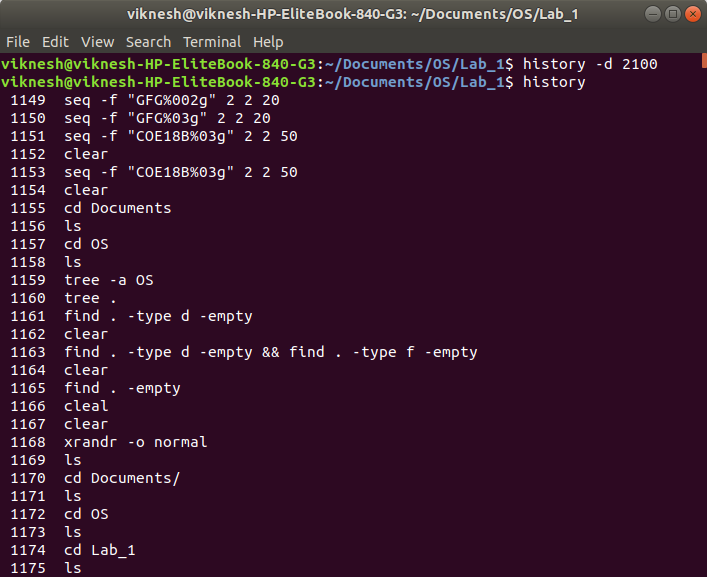 viknesh@viknesh-HP-EliteBook-840-G3: ~/Documents/OS/Lab_1
File Edit View Search Terminal Help
viknesh@viknesh-HP-EliteBook-840-G3:~/Documents/OS/Lab_1$ history -d 2100
viknesh@viknesh-HP-EliteBook-840-G3:~/Documents/OS/Lab_1$ history
1149 seq -f "GFG%002g" 2 2 20
1150 seq -f "GFG%03g" 2 2 20
1151 seq -f "COE18B%03g" 2 2 50
1152 clear
1153 seq -f "COE18B%03g" 2 2 50
1154 clear
1155 cd Documents
1156 ls
1157 cd OS
1158 ls
1159 tree -a OS
1160 tree .
1161 find . -type d -empty
1162 clear
1163 find . -type d -empty && find . -type f -empty
1164 clear
1165 find . -empty
1166 cleal
1167 clear
1168 xrandr -o normal
1169 ls
1170 cd Documents/
1171 ls
1172 cd OS
1173 ls
1174 cd Lab_1
1175 ls